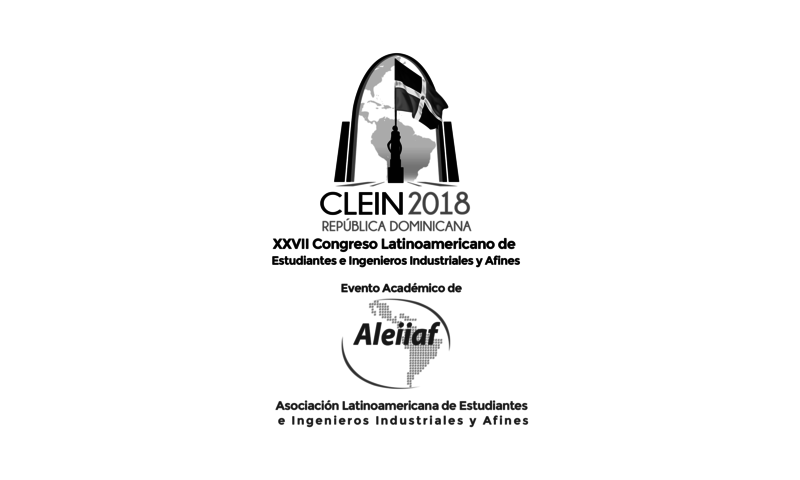 CLEIN 2018
REPÚBLICA DOMINICANA
XXVII Congreso Latinoamericano de
Estudiantes e Ingenieros Industriales y Afines
Evento Académico de
Aleiiaf
Asociación Latinoamericana de Estudiantes
e Ingenieros Industriales y Afines